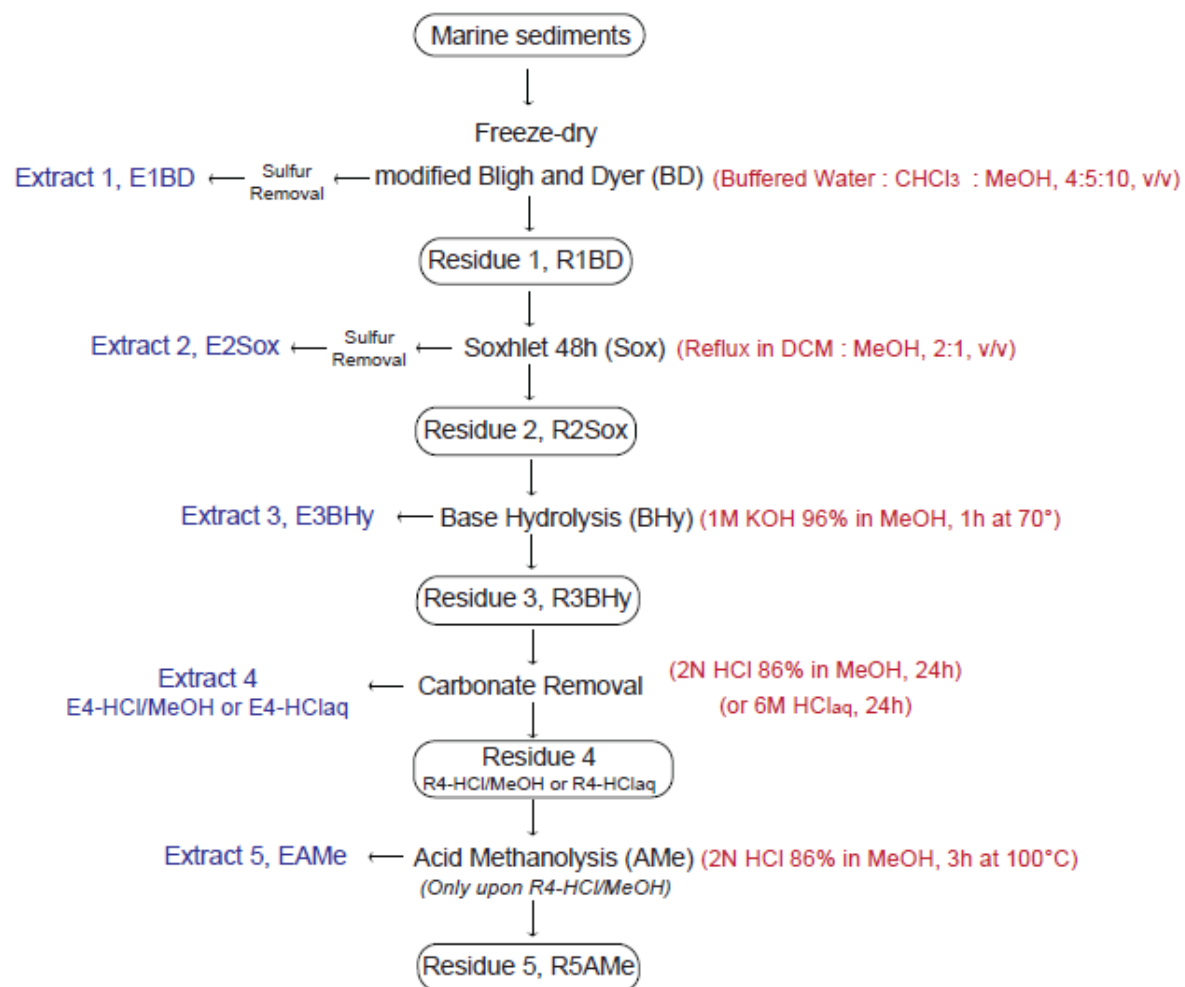 Marine sediments
Freeze-dry
Extract 1, E1BD
Sulfur
Removal
modified Bligh and Dyer (BD) (Buffered Water : CHCl3 : MeOH, 4:5:10, v/v)
Residue 1, R1BD
Extract 2, E2Sox
Sulfur
Removal
Soxhlet 48h (Sox) (Reflux in DCM : MeOH, 2:1, v/v)
Residue 2, R2Sox
Extract 3, E3BHy
Base Hydrolysis (BHy) (1M KOH 96% in MeOH, 1h at 70°)
Residue 3, R3BHy
Extract 4
E4-HCl/MeOH or E4-HClaq
Carbonate Removal
(2N HCl 86% in MeOH, 24h)
(or 6M HClaq, 24h)
Residue 4
R4-HCl/MeOH or R4-HClaq
Extract 5, EAMe
Acid Methanolysis (AMe) (2N HCl 86% in MeOH, 3h at 100°C)
(Only upon R4-HCl/MeOH)
Residue 5, R5AMe